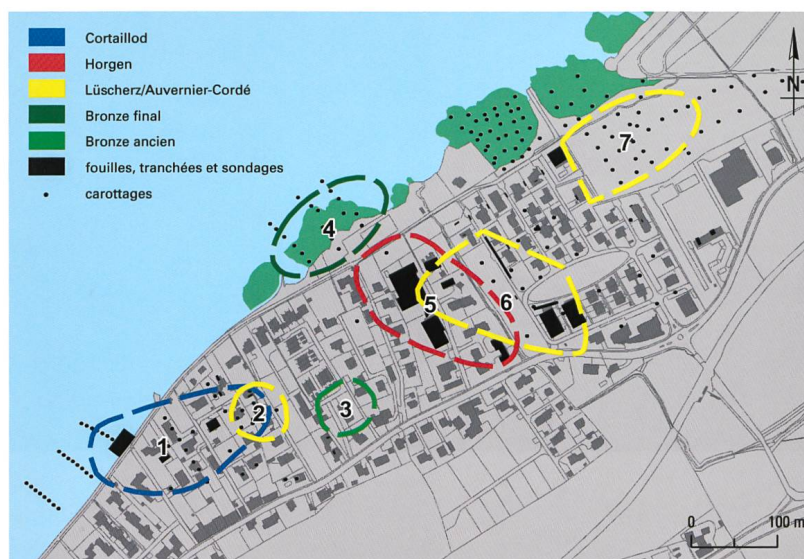 Cortaillod
Horgen
Lüscherz/Auvernier-Cordé
Bronze final
Bronze ancien
fouilles, tranchées et sondages
carottages
N
7
4
5
6
3
2
1
0 100 m